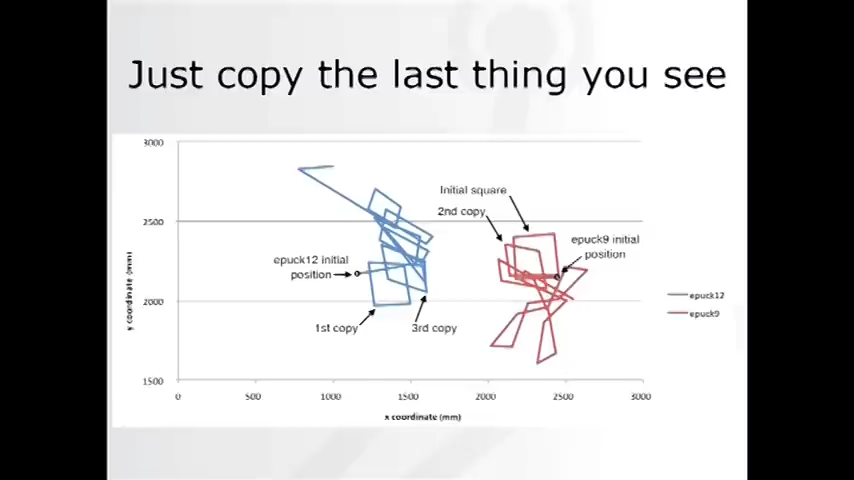 Just copy the last thing you see
3000
2500
2000
1500
0
500
1000
1500
2000
2500
3000
y coordinate (mm)
x coordinate (mm)
Initial square
2nd copy
epuck9 initial
position
epuck12 initial
position
1st copy
3rd copy
epuck12
epuck9